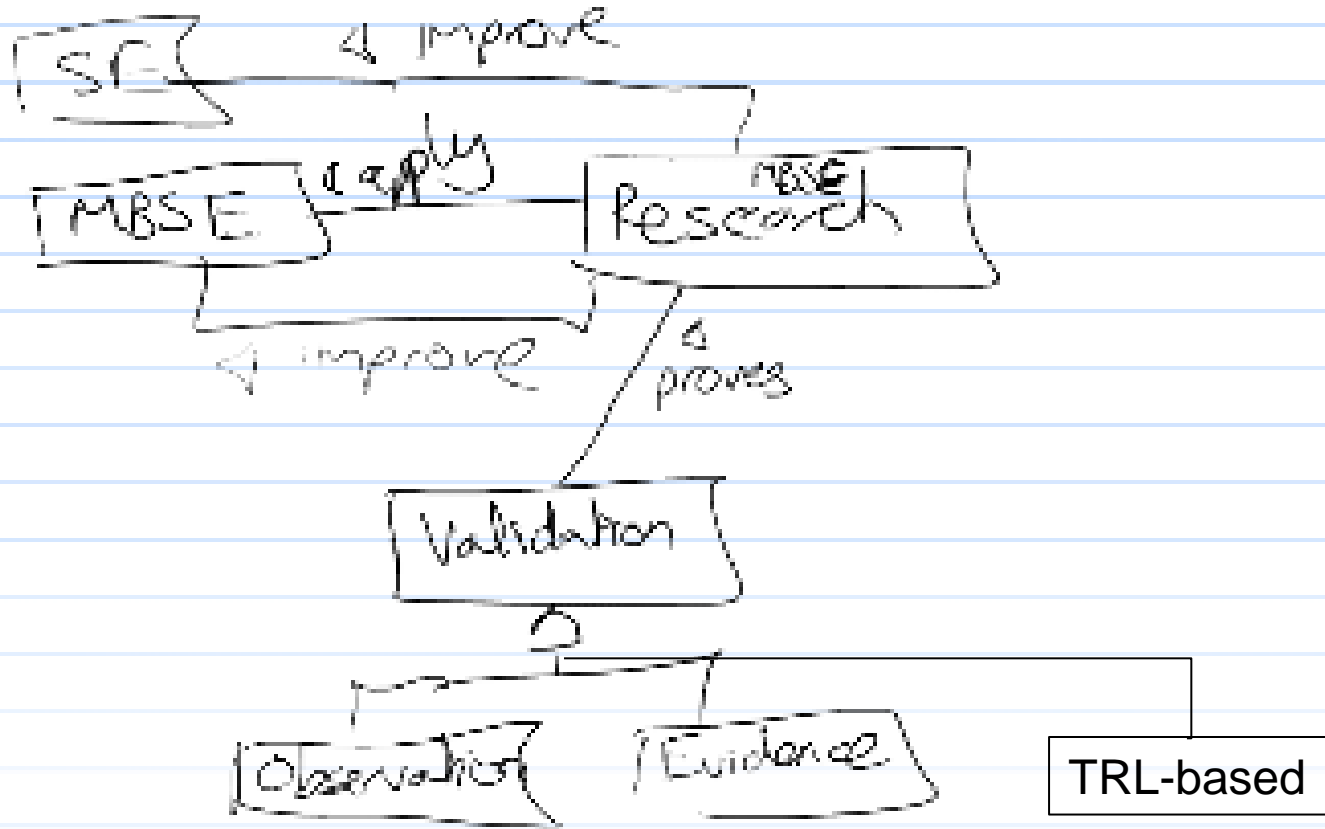 SE
improve
MBSE
apply
MBSE
Research
improve
proves
Validation
Observation
Evidence
TRL-based